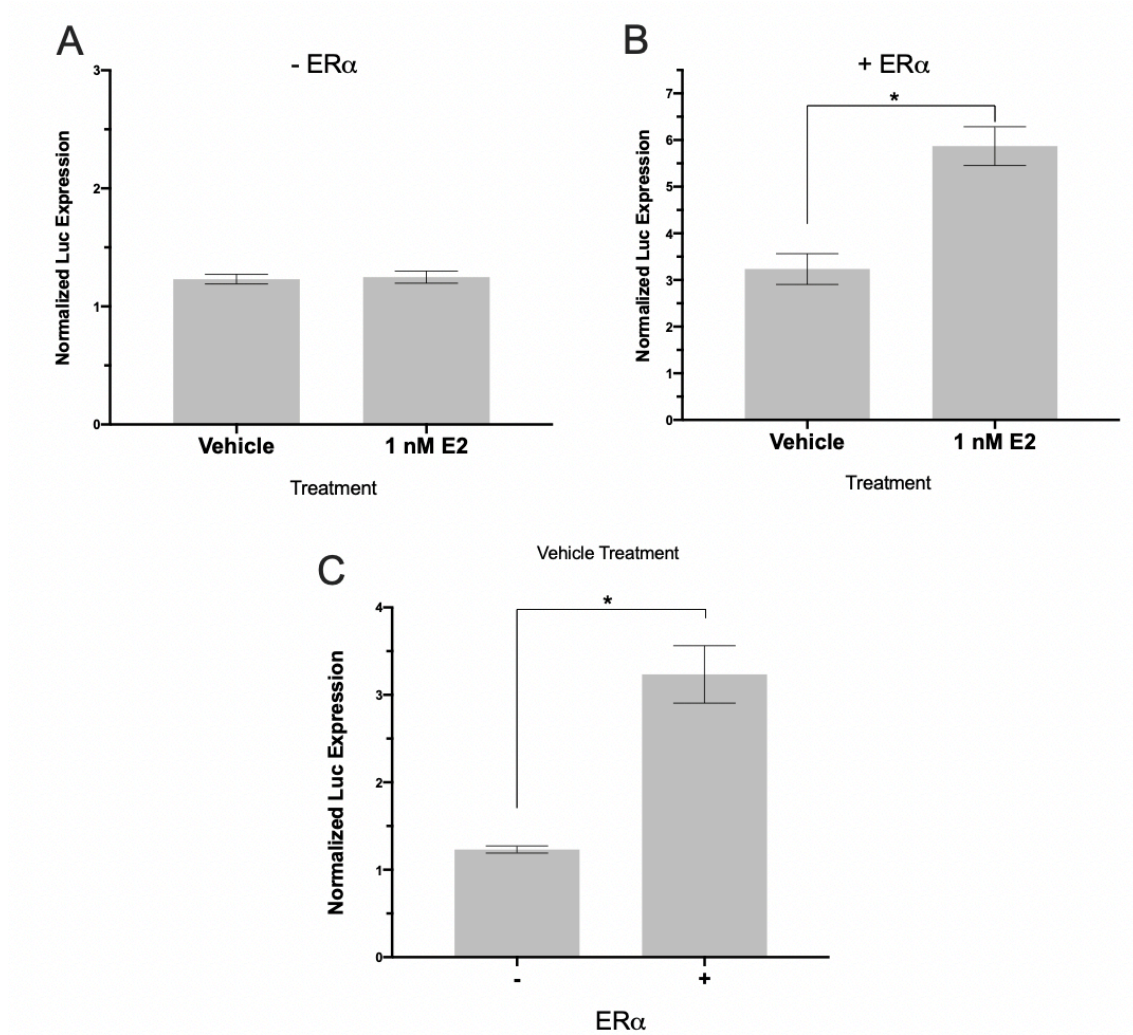 A
- ERα
3
2
1
0
Normalized Luc Expression
Vehicle
1 nM E2
Treatment
B
+ ERα
*
7
6
5
4
3
2
1
0
Normalized Luc Expression
Vehicle
1 nM E2
Treatment
C
Vehicle Treatment
*
4
3
2
1
0
Normalized Luc Expression
-
+
ERα